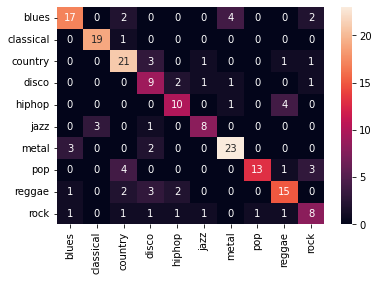 blues 17 0 2 0 0 0 4 0 0 2
classical 0 19 1 0 0 0 0 0 0 0
country 0 0 21 3 0 1 0 0 1 1
disco 0 0 0 9 2 1 1 0 0 1
hiphop 0 0 0 0 10 0 1 0 4 0
jazz 0 3 0 1 0 8 0 0 0 0
metal 3 0 0 2 0 0 23 0 0 0
pop 0 0 4 0 0 0 0 13 1 3
reggae 1 0 2 3 2 0 0 0 15 0
rock 1 0 1 1 1 1 0 1 1 8
blues classical country disco hiphop jazz metal pop reggae rock
20
15
10
5
0